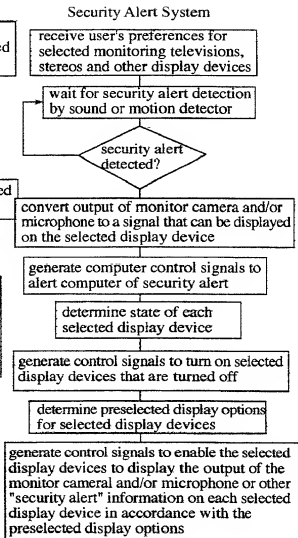 Security Alert System
receive user's preferences for
selected monitoring televisions,
stereos and other display devices
ed
wait for security alert detection
by sound or motion detector
security alert
detected?
ed
convert output of monitor camera and/or
microphone to a signal that can be displayed
on the selected display device
generate computer control signals to
alert computer of security alert
determine state of each
selected display device
generate control signals to turn on selected
display devices that are turned off
determine preselected display options
for selected display devices
generate control signals to enable the selected
display devices to display the output of the
monitor cameral and/or microphone or other
"security alert" information on each selected
display device in accordance with the
preselected display options